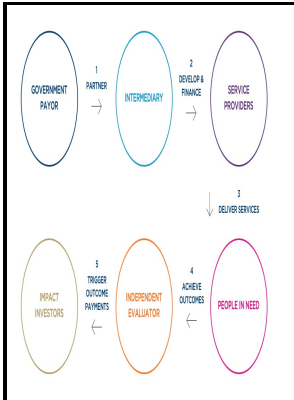 1
PARTNER
2
DEVELOP &
FINANCE
GOVERNMENT
PAYOR
INTERMEDIARY
SERVICE
PROVIDERS
3
DELIVER SERVICES
5
TRIGGER
OUTCOME
PAYMENTS
4
ACHIEVE
OUTCOMES
IMPACT
INVESTORS
INDEPENDENT
EVALUATOR
PEOPLE IN NEED